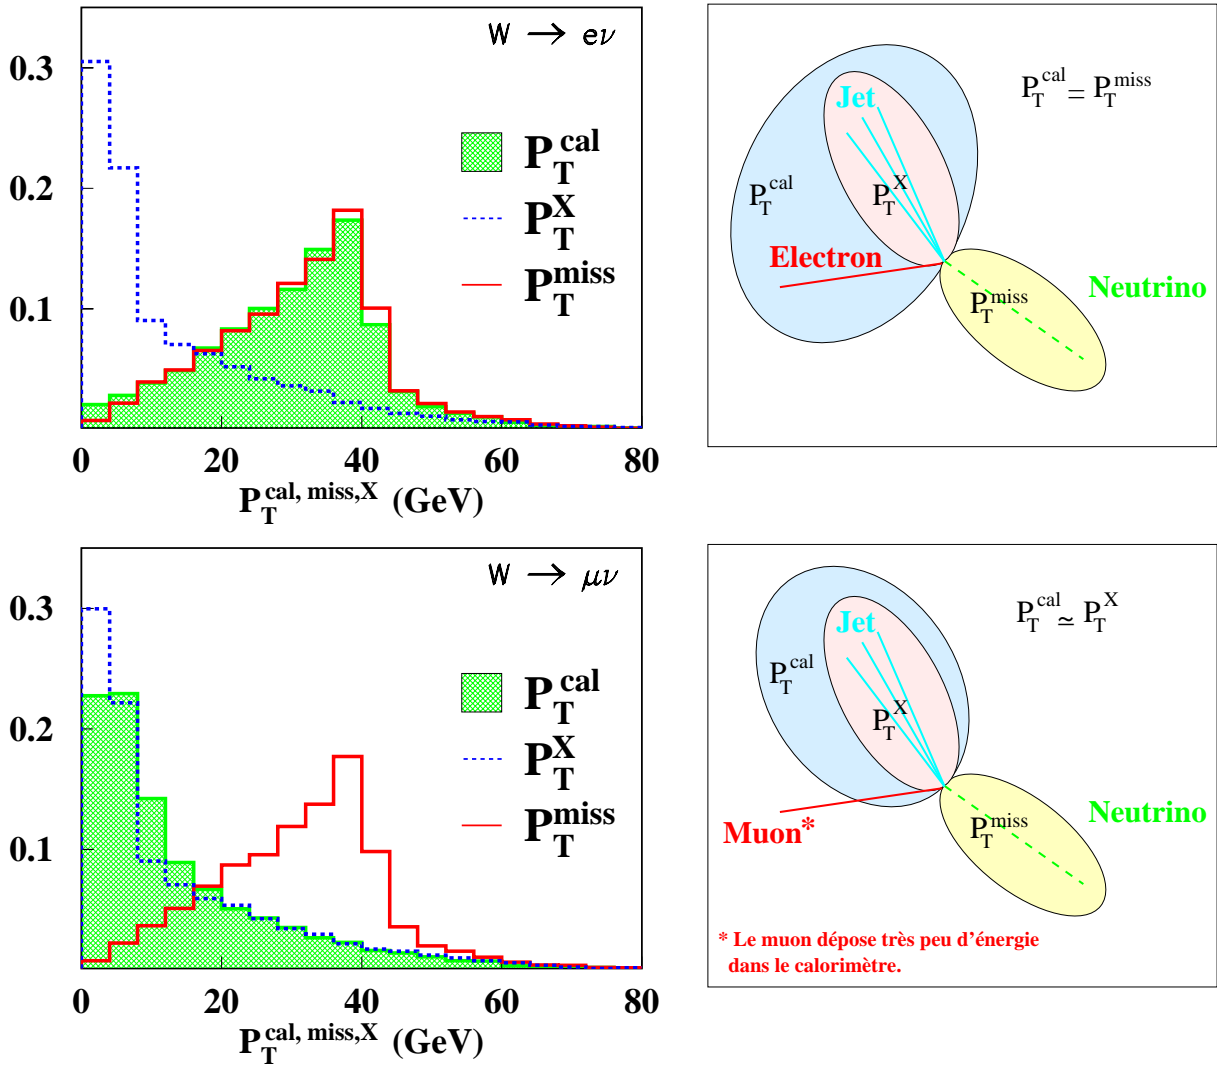 W → eν
0.3
0.2
0.1
P_T^cal
P_T^X
P_T^miss
0 20 40 60 80
P_T^cal, miss,X (GeV)
P_T^cal = P_T^miss
Jet
P_T^cal
P_T^X
Electron
P_T^miss
Neutrino
W → μν
0.3
0.2
0.1
P_T^cal
P_T^X
P_T^miss
0 20 40 60 80
P_T^cal, miss,X (GeV)
P_T^cal ≃ P_T^X
Jet
P_T^cal
P_T^X
Muon*
P_T^miss
Neutrino
* Le muon dépose très peu d'énergie
dans le calorimètre.